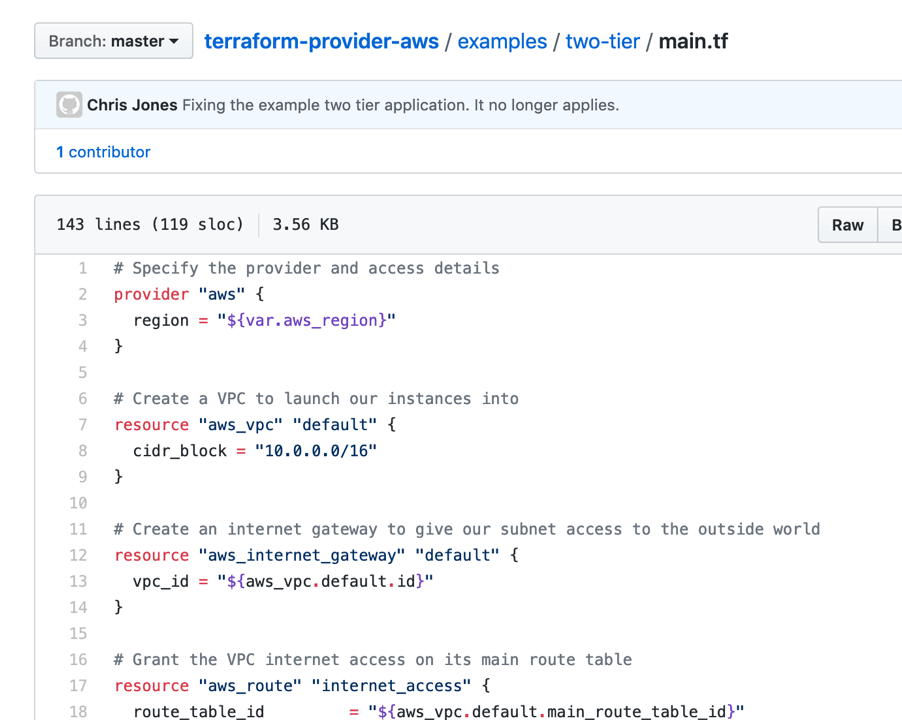 Branch: master terraform-provider-aws / examples / two-tier / main.tf
Chris Jones Fixing the example two tier application. It no longer applies.
1 contributor
143 lines (119 sloc) 3.56 KB Raw B
1 # Specify the provider and access details
2 provider "aws" {
3   region = "${var.aws_region}"
4 }
5
6 # Create a VPC to launch our instances into
7 resource "aws_vpc" "default" {
8   cidr_block = "10.0.0.0/16"
9 }
10
11 # Create an internet gateway to give our subnet access to the outside world
12 resource "aws_internet_gateway" "default" {
13   vpc_id = "${aws_vpc.default.id}"
14 }
15
16 # Grant the VPC internet access on its main route table
17 resource "aws_route" "internet_access" {
18   route_table_id         = "${aws_vpc.default.main_route_table_id}"